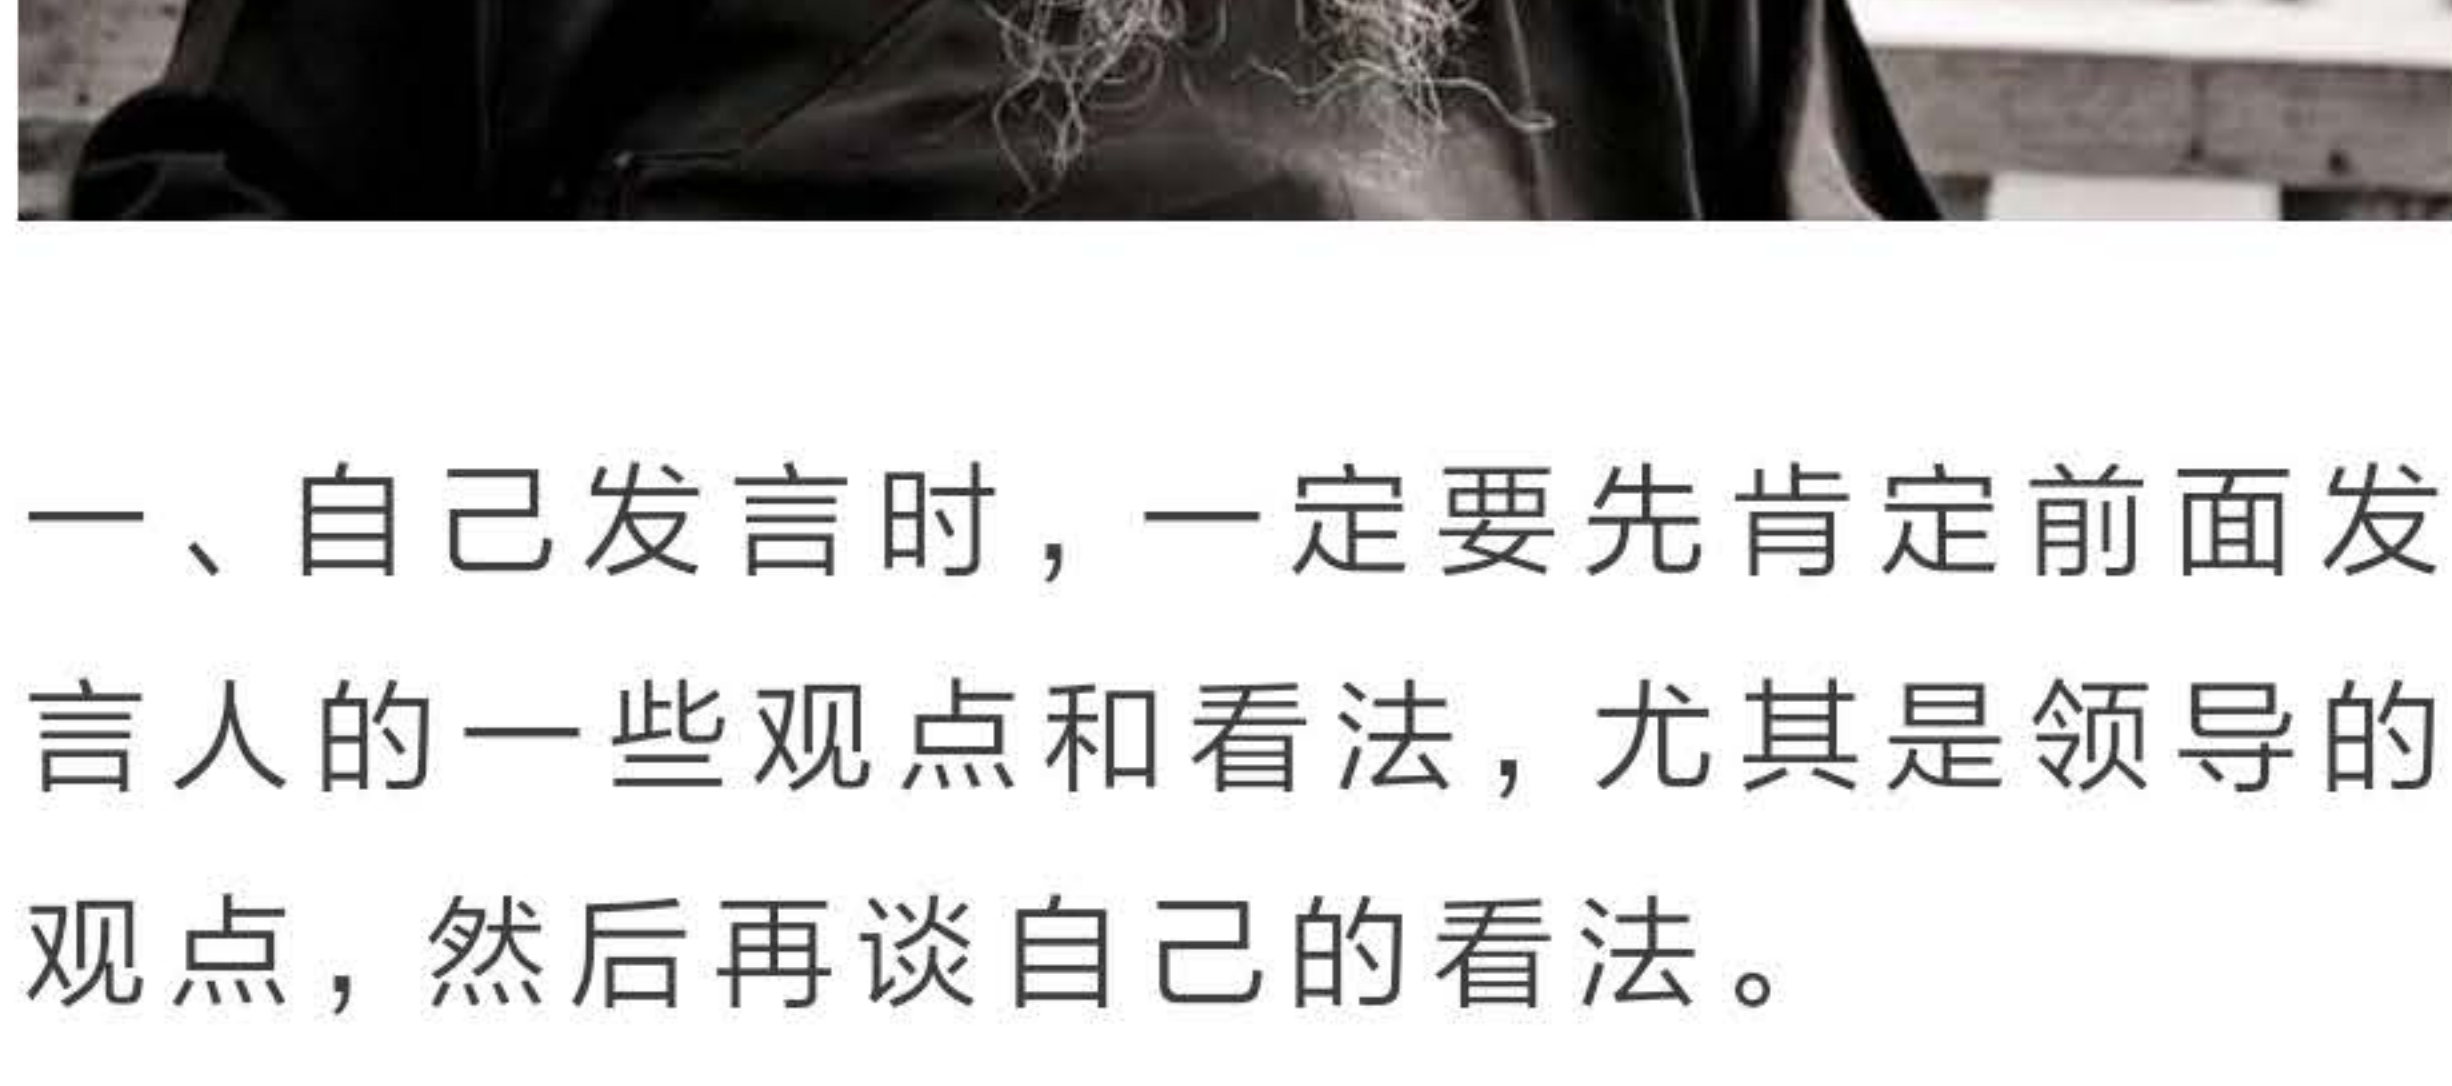 一、自己发言时，一定要先肯定前面发
言人的一些观点和看法，尤其是领导的
观点，然后再谈自己的看法。